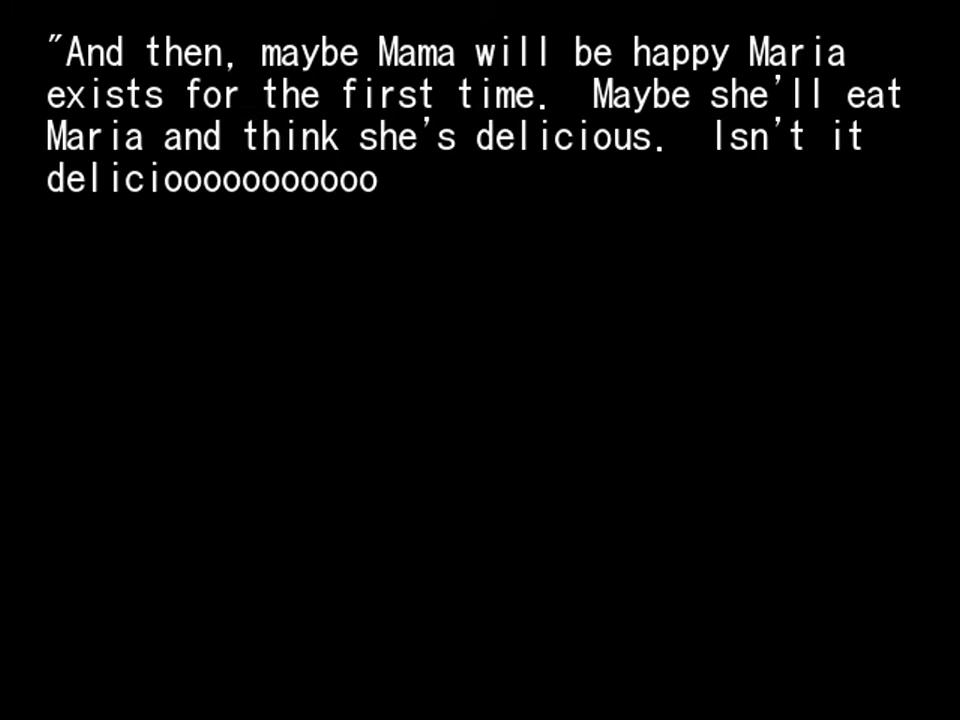 "And then, maybe Mama will be happy Maria
exists for the first time.  Maybe she'll eat
Maria and think she's delicious.  Isn't it
deliciooooooooooo